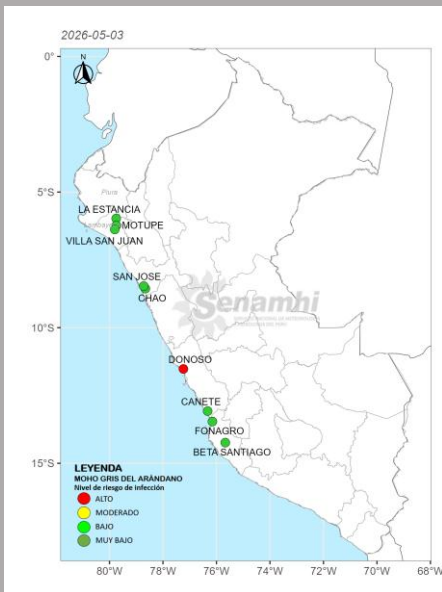 2026-05-03
N
0°
5°S
10°S
15°S
Piura
LA ESTANCIA
MOTUPE
VILLA SAN JUAN
SAN JOSE
CHAO
Senamhi
DONOSO
CANETE
FONAGRO
BETA SANTIAGO
LEYENDA
MOHO GRIS DEL ARÁNDANO
Nivel de riesgo de infección
ALTO
MODERADO
BAJO
MUY BAJO
80°W 78°W 76°W 74°W 72°W 70°W 68°W